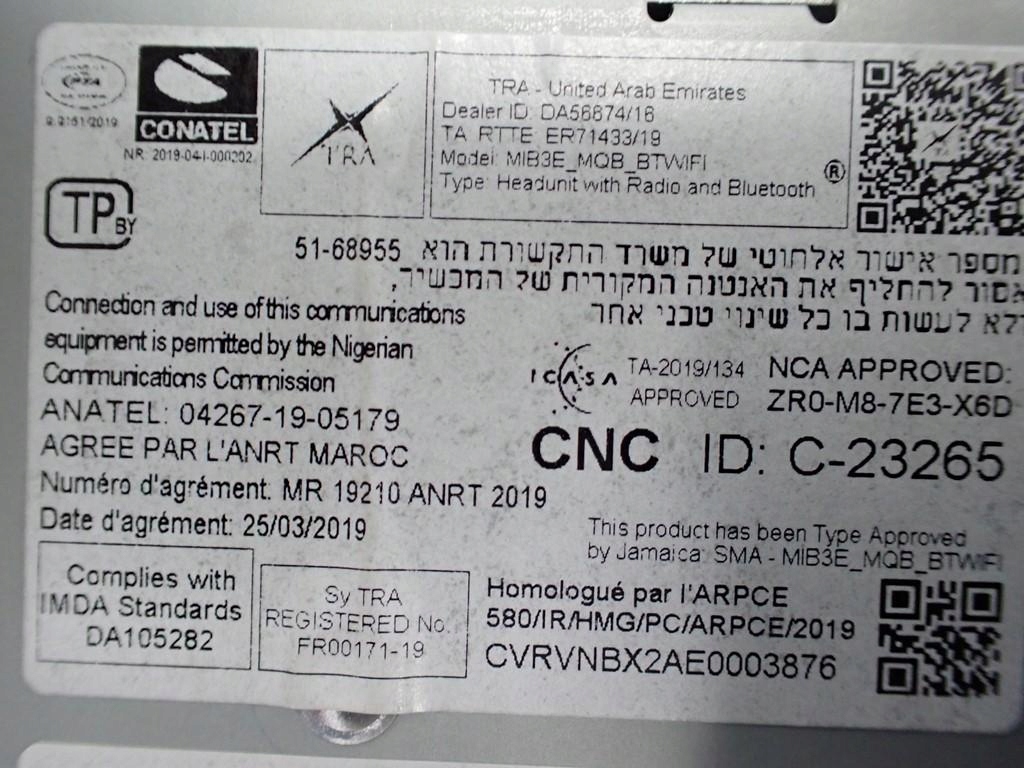 CONATEL
NR: 2019-04-I-000202
TRA
TRA - United Arab Emirates
Dealer ID: DA56874/16
TA RTTE ER71433/19
Model: MIB3E_MQB_BTWIFI
Type: Headunit with Radio and Bluetooth
®
TP BY
מספר אישור אלחוטי של משרד התקשורת הוא 51-68955
להחליף את האנטנה המקורית של המכשיר,
לעשות בו כל שינוי טכני אחר
Connection and use of this communications
equipment is permitted by the Nigerian
Communications Commission
ICASA
TA-2019/134
APPROVED
NCA APPROVED:
ZR0-M8-7E3-X6D
ANATEL: 04267-19-05179
CNC ID: C-23265
AGREE PAR L'ANRT MAROC
Numéro d'agrément: MR 19210 ANRT 2019
Date d'agrément: 25/03/2019
This product has been Type Approved
by Jamaica: SMA - MIB3E_MQB_BTWIFI
Complies with
IMDA Standards
DA105282
Sy TRA
REGISTERED No.
FR00171-19
Homologué par l'ARPCE
580/IR/HMG/PC/ARPCE/2019
CVRVNBX2AE0003876